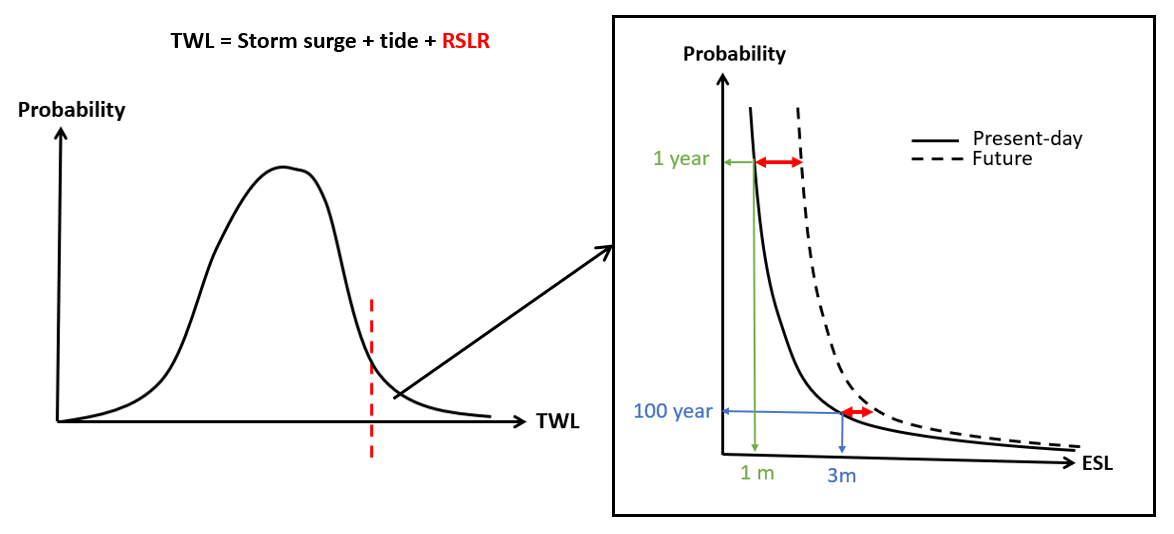 TWL = Storm surge + tide + RSLR
Probability
TWL
Probability
Present-day
Future
1 year
100 year
1 m
3m
ESL